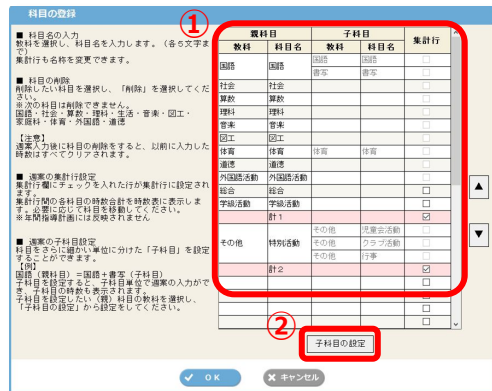 科目の登録
①
■ 科目名の入力
教科を選択し、科目名を入力します。（各5文字ま
で）
集計行も名称を変更できます。
■ 科目の削除
削除したい科目を選択し、「削除」を選択してくだ
さい。
※次の科目は削除できません。
国語・社会・算数・理科・生活・音楽・図工・
家庭科・体育・外国語・道徳
【注意】
週案入力後に科目の削除をすると、以前に入力した
時数はすべてクリアされます。
■ 週案の集計行設定
集計行欄にチェックを入れた行が集計行に設定され
ます。
集計行間の各科目の時数合計を時数表に表示しま
す。必要に応じて科目を移動してください。
※年間指導計画には反映されません
■ 週案の子科目設定
科目をさらに細かい単位に分けた「子科目」を設定
することができます。
【例】
国語（親科目）＝国語＋書写（子科目）
子科目を設定すると、子科目単位で週案の入力がで
き、子科目の時数も表示されます。
子科目を設定したい（親）科目の教科を選択し、
「子科目の設定」から設定をしてください。
親科目 子科目 集計行
教科 科目名 教科 科目名
国語 国語 国語 国語
書写 書写
社会 社会
算数 算数
理科 理科
音楽 音楽
図工 図工
体育 体育 体育 体育
道徳 道徳
外国語活動 外国語活動
総合 総合
学級活動 学級活動
計１
その他 特別活動 その他 児童会活動
その他 クラブ活動
その他 行事
計２
②
子科目の設定
OK
キャンセル